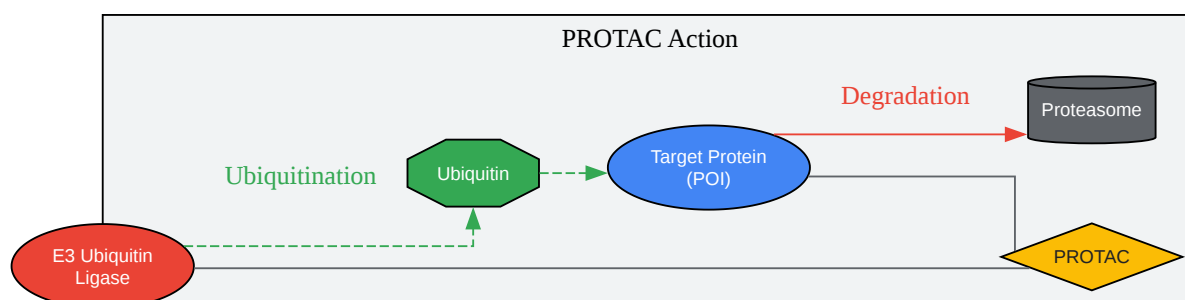 PROTAC Action
Degradation
Proteasome
Ubiquitination
Ubiquitin
Target Protein
(POI)
E3 Ubiquitin
Ligase
PROTAC